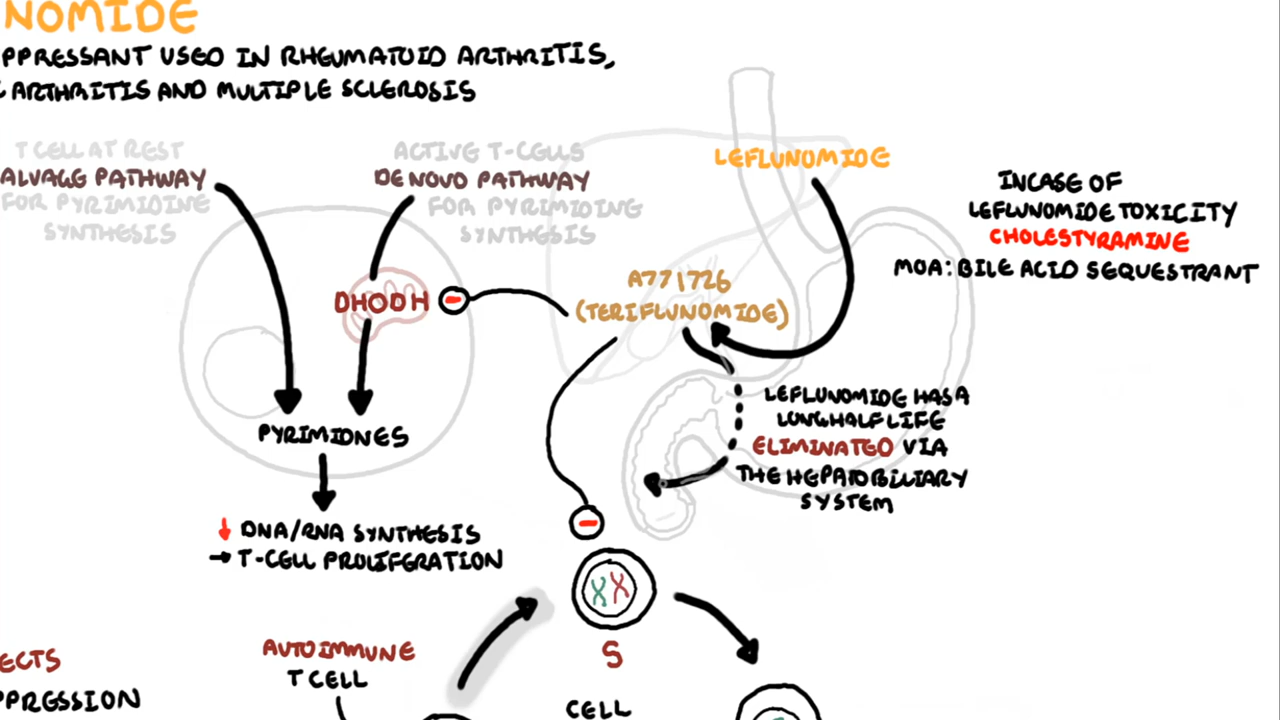 NOMIDE
PPRESSANT USED IN RHEUMATOID ARTHRITIS,
C ARTHRITIS AND MULTIPLE SCLEROSIS
T CELL AT REST
ALVAGE PATHWAY
FOR PYRIMIDINE
SYNTHESIS
ACTIVE T-CELLS
DE NOVO PATHWAY
FOR PYRIMIDING
SYNTHESIS
LEFLUNOMIDE
INCASE OF
LEFLUNOMIDE TOXICITY
CHOLESTYRAMINE
MOA: BILE ACID SEQUESTRANT
DHODH -
A771726
(TERIFLUNOMIDE)
PYRIMIDNES
LEFLUNOMIDE HAS A
LONG HALF LIFE
ELIMINATED VIA
THE HEPATOBILIARY
SYSTEM
↓ DNA/RNA SYNTHESIS
→ T-CELL PROLIFERATION
-
S
CELL
AUTOIMMUNE
T CELL
ECTS
PPRESSION